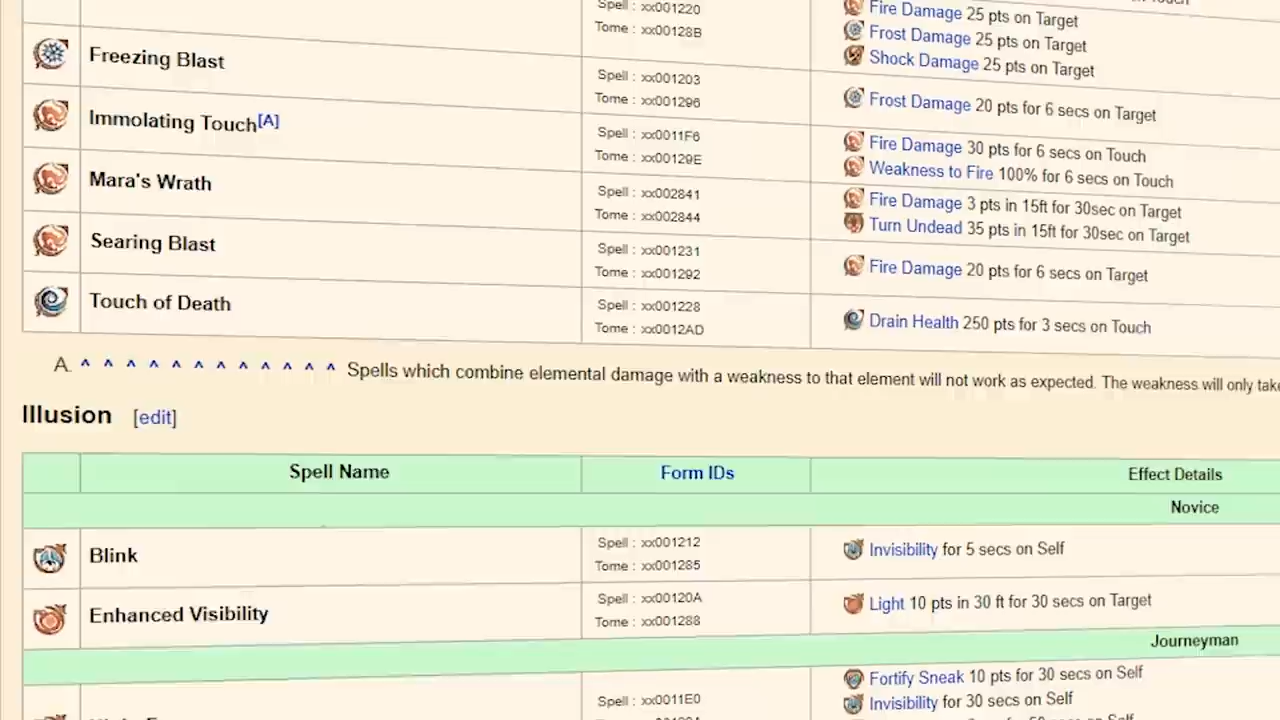 Spell : xx001220
Tome : xx00128B
Fire Damage 25 pts on Target
Frost Damage 25 pts on Target
Shock Damage 25 pts on Target
Freezing Blast
Spell : xx001203
Tome : xx001296
Frost Damage 20 pts for 6 secs on Target
Immolating Touch[A]
Spell : xx0011F6
Tome : xx00129E
Fire Damage 30 pts for 6 secs on Touch
Weakness to Fire 100% for 6 secs on Touch
Mara's Wrath
Spell : xx002841
Tome : xx002844
Fire Damage 3 pts in 15ft for 30sec on Target
Turn Undead 35 pts in 15ft for 30sec on Target
Searing Blast
Spell : xx001231
Tome : xx001292
Fire Damage 20 pts for 6 secs on Target
Touch of Death
Spell : xx001228
Tome : xx0012AD
Drain Health 250 pts for 3 secs on Touch
A. ^ ^ ^ ^ ^ ^ ^ ^ ^ ^ ^ ^ Spells which combine elemental damage with a weakness to that element will not work as expected. The weakness will only take
Illusion [edit]
Spell Name Form IDs Effect Details
Novice
Blink
Spell : xx001212
Tome : xx001285
Invisibility for 5 secs on Self
Enhanced Visibility
Spell : xx00120A
Tome : xx001288
Light 10 pts in 30 ft for 30 secs on Target
Journeyman
Spell : xx0011E0
Fortify Sneak 10 pts for 30 secs on Self
Invisibility for 30 secs on Self